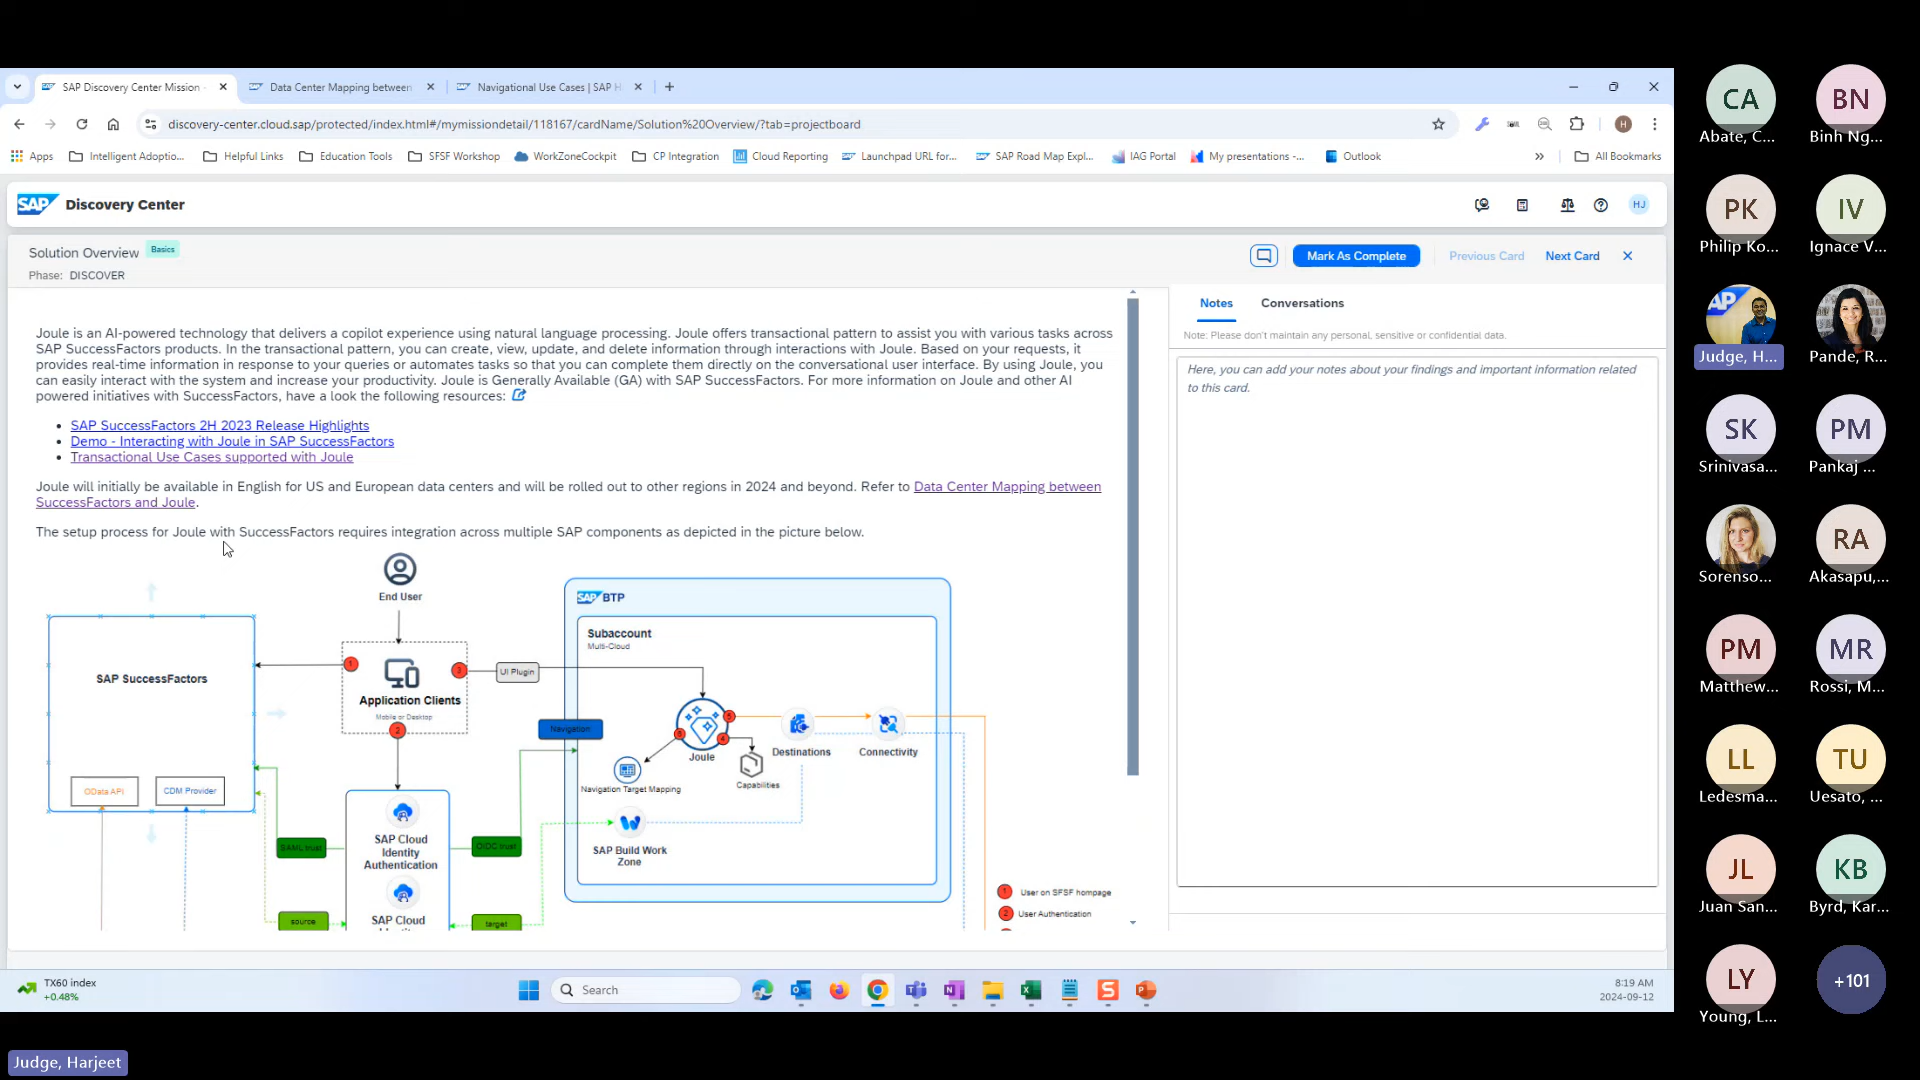 SAP Discovery Center Mission
Data Center Mapping between
Navigational Use Cases | SAP H
discovery-center.cloud.sap/protected/index.html#/mymissiondetail/118167/cardName/Solution%20Overview/?tab=projectboard
H
Apps
Intelligent Adoptio...
Helpful Links
Education Tools
SFSF Workshop
WorkZoneCockpit
CP Integration
Cloud Reporting
Launchpad URL for...
SAP Road Map Expl...
IAG Portal
My presentations -...
Outlook
All Bookmarks
SAP Discovery Center
HJ
Solution Overview Basics
Phase: DISCOVER
Mark As Complete
Previous Card
Next Card
Joule is an AI-powered technology that delivers a copilot experience using natural language processing. Joule offers transactional pattern to assist you with various tasks across
SAP SuccessFactors products. In the transactional pattern, you can create, view, update, and delete information through interactions with Joule. Based on your requests, it
provides real-time information in response to your queries or automates tasks so that you can complete them directly on the conversational user interface. By using Joule, you
can easily interact with the system and increase your productivity. Joule is Generally Available (GA) with SAP SuccessFactors. For more information on Joule and other AI
powered initiatives with SuccessFactors, have a look the following resources:
• SAP SuccessFactors 2H 2023 Release Highlights
• Demo - Interacting with Joule in SAP SuccessFactors
• Transactional Use Cases supported with Joule
Joule will initially be available in English for US and European data centers and will be rolled out to other regions in 2024 and beyond. Refer to Data Center Mapping between
SuccessFactors and Joule.
The setup process for Joule with SuccessFactors requires integration across multiple SAP components as depicted in the picture below.
End User
SAP BTP
Subaccount
Multi-Cloud
SAP SuccessFactors
1
3
UI Plugin
Application Clients
Mobile or Desktop
2
Navigation
5
6
4
Joule
Destinations
Connectivity
Navigation Target Mapping
Capabilities
OData API
CDM Provider
SAP Cloud
Identity
Authentication
SAML trust
OIDC trust
SAP Build Work
Zone
SAP Cloud
source
target
1 User on SFSF hompage
2 User Authentication
Notes
Conversations
Note: Please don't maintain any personal, sensitive or confidential data.
Here, you can add your notes about your findings and important information related
to this card.
TX60 index
+0.48%
Search
8:19 AM
2024-09-12
CA
Abate, C...
BN
Binh Ng...
PK
Philip Ko...
IV
Ignace V...
Judge, H...
Pande, R...
SK
Srinivasa...
PM
Pankaj ...
Sorenso...
RA
Akasapu,...
PM
Matthew...
MR
Rossi, M...
LL
Ledesma...
TU
Uesato, ...
JL
Juan San...
KB
Byrd, Kar...
LY
Young, L...
+101
Judge, Harjeet